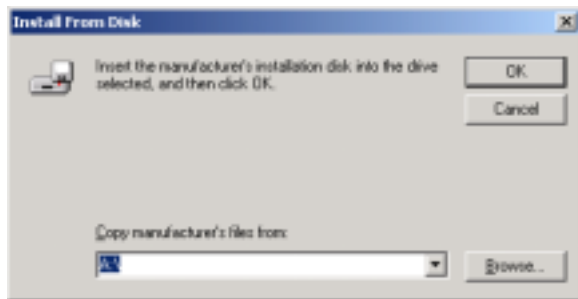 Install From Disk
Insert the manufacturer's installation disk into the drive
selected, and then click OK.
OK
Cancel
Copy manufacturer's files from:
A:\
Browse...